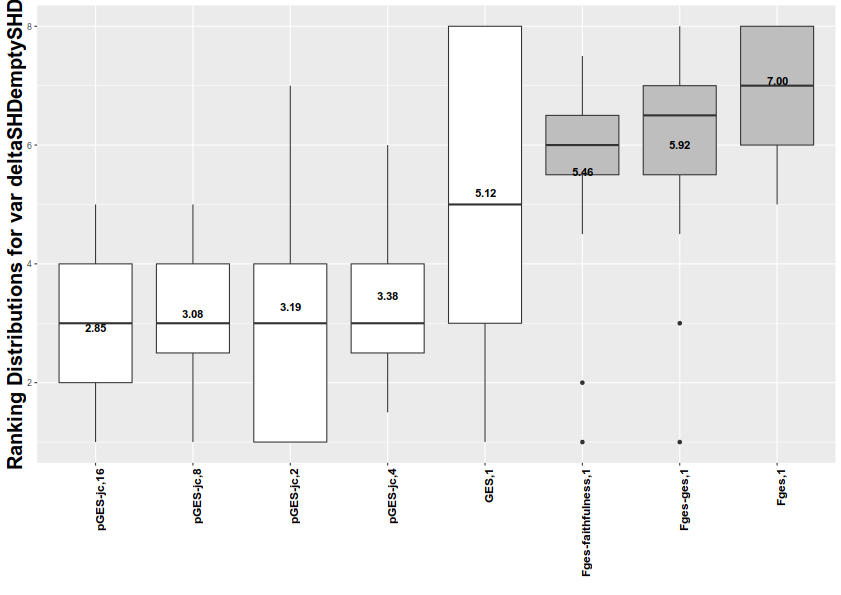 Ranking Distributions for var deltaSHDemptySHD
8
6
4
2
2.85
3.08
3.19
3.38
5.12
5.46
5.92
7.00
pGES-jc,16
pGES-jc,8
pGES-jc,2
pGES-jc,4
GES,1
Fges-faithfulness,1
Fges-ges,1
Fges,1